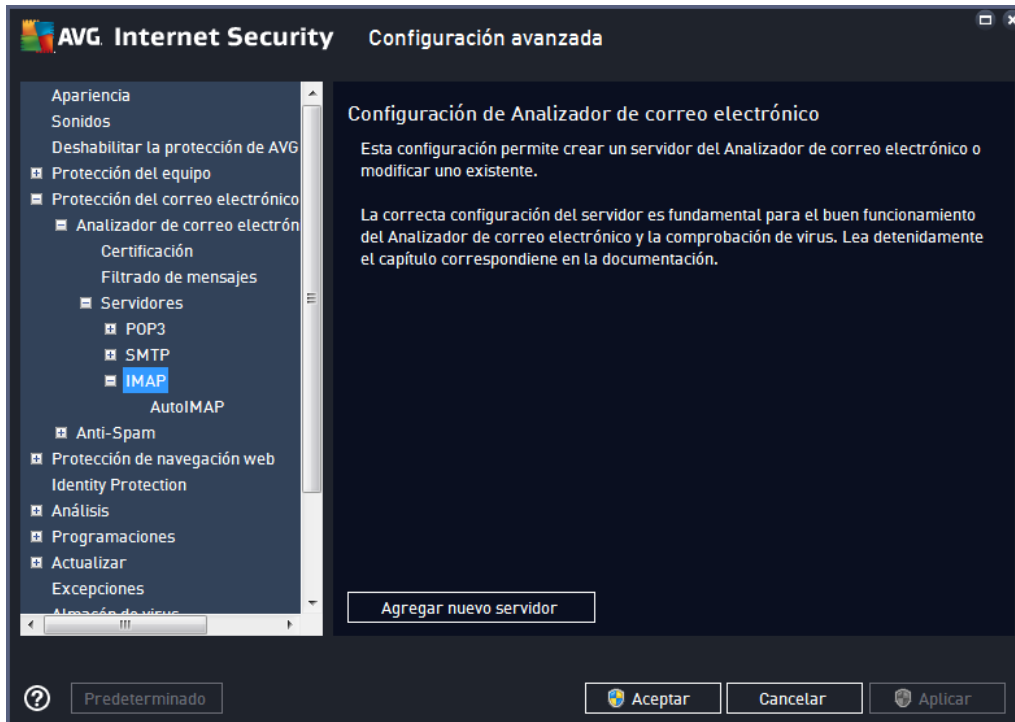 AVG. Internet Security Configuración avanzada
Apariencia
Sonidos
Deshabilitar la protección de AVG
Protección del equipo
Protección del correo electrónico
Analizador de correo electrón
Certificación
Filtrado de mensajes
Servidores
POP3
SMTP
IMAP
AutoIMAP
Anti-Spam
Protección de navegación web
Identity Protection
Análisis
Programaciones
Actualizar
Excepciones
Almacén de virus
Configuración de Analizador de correo electrónico
Esta configuración permite crear un servidor del Analizador de correo electrónico o
modificar uno existente.
La correcta configuración del servidor es fundamental para el buen funcionamiento
del Analizador de correo electrónico y la comprobación de virus. Lea detenidamente
el capítulo correspondiene en la documentación.
Agregar nuevo servidor
Predeterminado
Aceptar
Cancelar
Aplicar